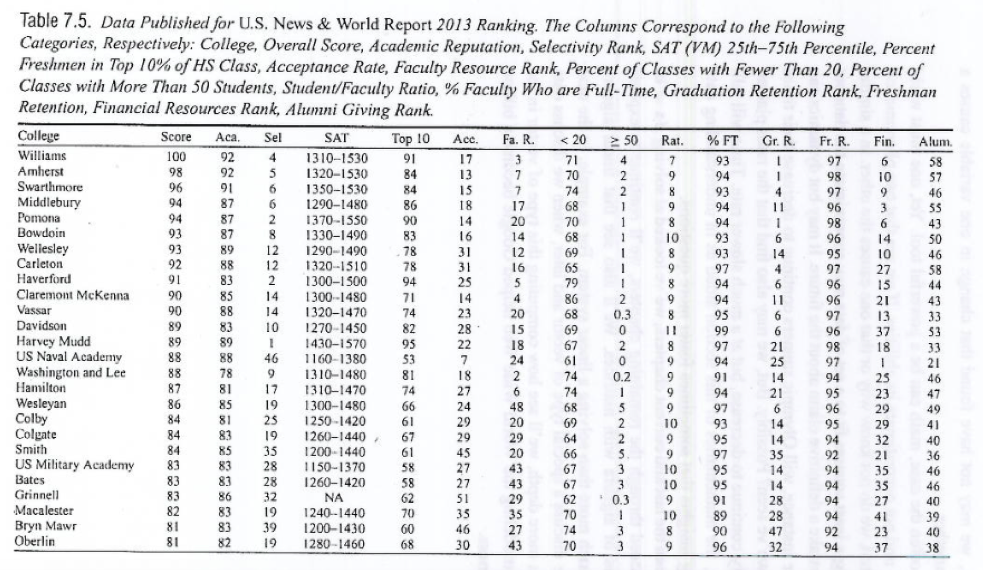 Table 7.5. Data Published for U.S. News & World Report 2013 Ranking. The Columns Correspond to the Following
Categories, Respectively: College, Overall Score, Academic Reputation, Selectivity Rank, SAT (VM) 25th–75th Percentile, Percent
Freshmen in Top 10% of HS Class, Acceptance Rate, Faculty Resource Rank, Percent of Classes with Fewer Than 20, Percent of
Classes with More Than 50 Students, Student/Faculty Ratio, % Faculty Who are Full-Time, Graduation Retention Rank, Freshman
Retention, Financial Resources Rank, Alumni Giving Rank.
College Score Aca. Sel SAT Top 10 Acc. Fa. R. < 20 ≥ 50 Rat. % FT Gr. R. Fr. R. Fin. Alum.
Williams 100 92 4 1310–1530 91 17 3 71 4 7 93 1 97 6 58
Amherst 98 92 5 1320–1530 84 13 7 70 2 9 94 1 98 10 57
Swarthmore 96 91 6 1350–1530 84 15 7 74 2 8 93 4 97 9 46
Middlebury 94 87 6 1290–1480 86 18 17 68 1 9 94 11 96 3 55
Pomona 94 87 2 1370–1550 90 14 20 70 1 8 94 1 98 6 43
Bowdoin 93 87 8 1330–1490 83 16 14 68 1 10 93 6 96 14 50
Wellesley 93 89 12 1290–1490 78 31 12 69 1 8 93 14 95 10 46
Carleton 92 88 12 1320–1510 78 31 16 65 1 9 97 4 97 27 58
Haverford 91 83 2 1300–1500 94 25 5 79 1 8 94 6 96 15 44
Claremont McKenna 90 85 14 1300–1480 71 14 4 86 2 9 94 11 96 21 43
Vassar 90 88 14 1320–1470 74 23 20 68 0.3 8 95 6 97 13 33
Davidson 89 83 10 1270–1450 82 28 15 69 0 11 99 6 96 37 53
Harvey Mudd 89 89 1 1430–1570 95 22 18 67 2 8 97 21 98 18 33
US Naval Academy 88 88 46 1160–1380 53 7 24 61 0 9 94 25 97 1 21
Washington and Lee 88 78 9 1310–1480 81 18 2 74 0.2 9 91 14 94 25 46
Hamilton 87 81 17 1310–1470 74 27 6 74 1 9 94 21 95 23 47
Wesleyan 86 85 19 1300–1480 66 24 48 68 5 9 97 6 96 29 49
Colby 84 81 25 1250–1420 61 29 20 69 2 10 93 14 95 29 41
Colgate 84 83 19 1260–1440 67 29 29 64 2 9 95 14 94 32 40
Smith 84 85 35 1200–1440 61 45 20 66 5 9 97 35 92 21 36
US Military Academy 83 83 28 1150–1370 58 27 43 67 3 10 95 14 94 35 46
Bates 83 83 28 1260–1420 58 27 43 67 3 10 95 14 94 35 46
Grinnell 83 86 32 NA 62 51 29 62 0.3 9 91 28 94 27 40
Macalester 82 83 19 1240–1440 70 35 35 70 1 10 89 28 94 41 39
Bryn Mawr 81 83 39 1200–1430 60 46 27 74 3 8 90 47 92 23 40
Oberlin 81 82 19 1280–1460 68 30 43 70 3 9 96 32 94 37 38